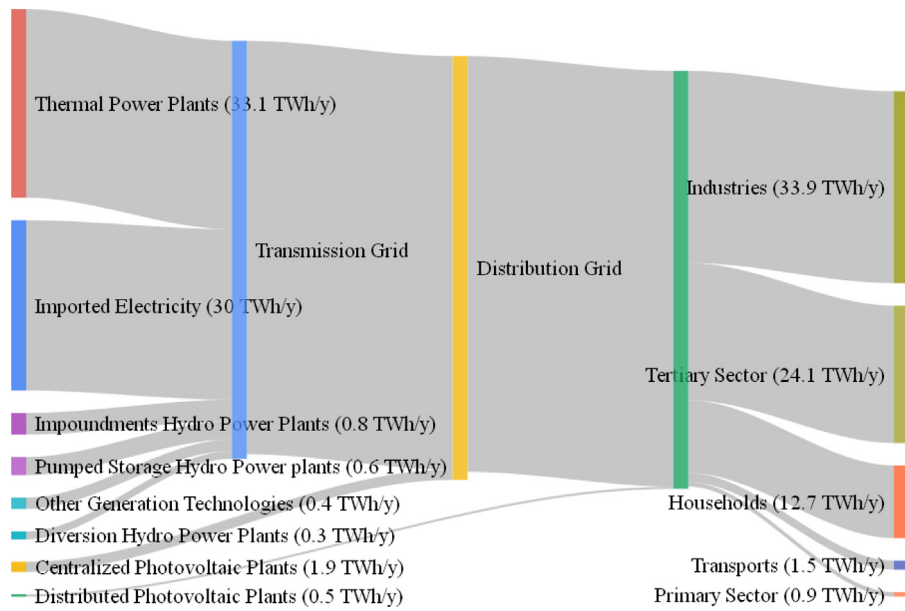 Thermal Power Plants (33.1 TWh/y)
Imported Electricity (30 TWh/y)
Impoundments Hydro Power Plants (0.8 TWh/y)
Pumped Storage Hydro Power plants (0.6 TWh/y)
Other Generation Technologies (0.4 TWh/y)
Diversion Hydro Power Plants (0.3 TWh/y)
Centralized Photovoltaic Plants (1.9 TWh/y)
Distributed Photovoltaic Plants (0.5 TWh/y)
Transmission Grid
Distribution Grid
Industries (33.9 TWh/y)
Tertiary Sector (24.1 TWh/y)
Households (12.7 TWh/y)
Transports (1.5 TWh/y)
Primary Sector (0.9 TWh/y)